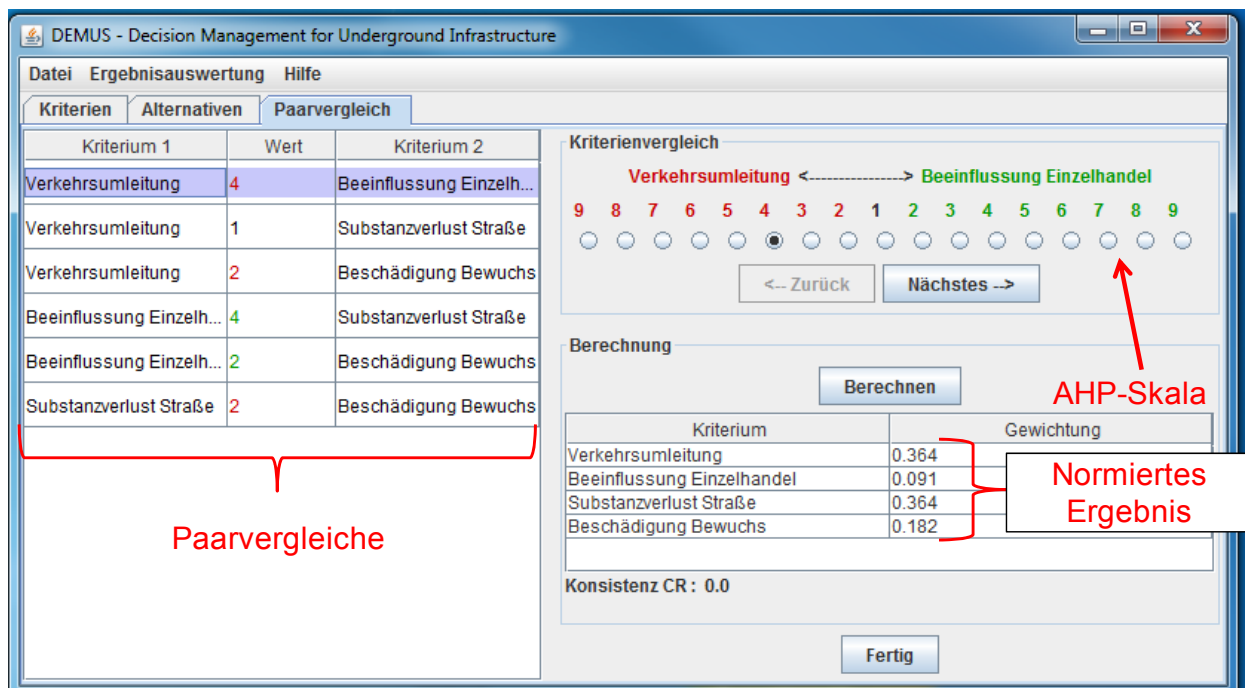 DEMUS - Decision Management for Underground Infrastructure
Datei Ergebnisauswertung Hilfe
Kriterien Alternativen Paarvergleich
Kriterium 1 Wert Kriterium 2
Verkehrsumleitung 4 Beeinflussung Einzelh...
Verkehrsumleitung 1 Substanzverlust Straße
Verkehrsumleitung 2 Beschädigung Bewuchs
Beeinflussung Einzelh... 4 Substanzverlust Straße
Beeinflussung Einzelh... 2 Beschädigung Bewuchs
Substanzverlust Straße 2 Beschädigung Bewuchs
Paarvergleiche
Kriterienvergleich
Verkehrsumleitung <----------------> Beeinflussung Einzelhandel
9 8 7 6 5 4 3 2 1 2 3 4 5 6 7 8 9
<-- Zurück Nächstes -->
AHP-Skala
Berechnung
Berechnen
Kriterium Gewichtung
Verkehrsumleitung 0.364
Beeinflussung Einzelhandel 0.091
Substanzverlust Straße 0.364
Beschädigung Bewuchs 0.182
Normiertes
Ergebnis
Konsistenz CR : 0.0
Fertig